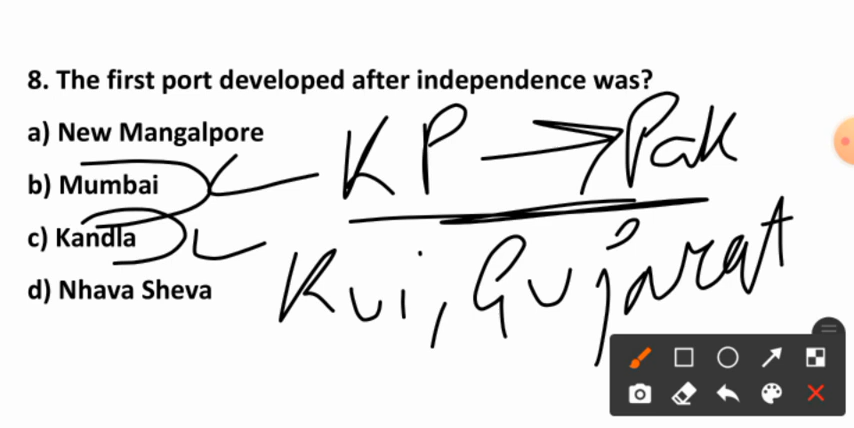 8. The first port developed after independence was?
a) New Mangalpore
KP → Pak
b) Mumbai
c) Kandla
Kui, Gujarat
d) Nhava Sheva